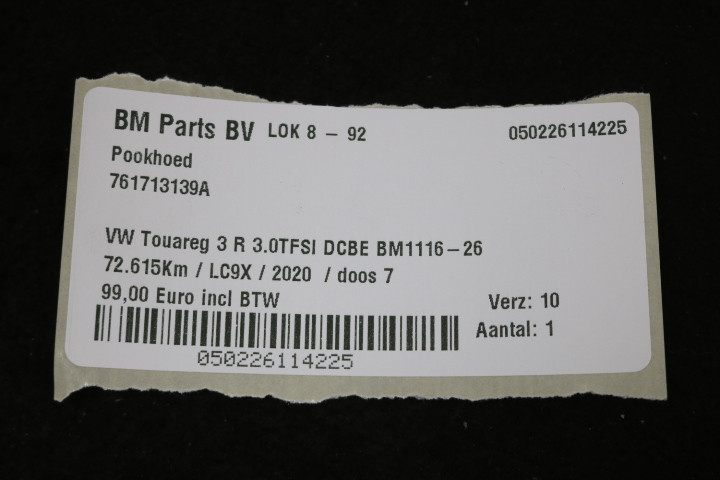 BM Parts BV LOK 8 - 92 050226114225
Pookhoed
761713139A
VW Touareg 3 R 3.0TFSI DCBE BM1116-26
72.615Km / LC9X / 2020 / doos 7
99,00 Euro incl BTW Verz: 10
Aantal: 1
050226114225